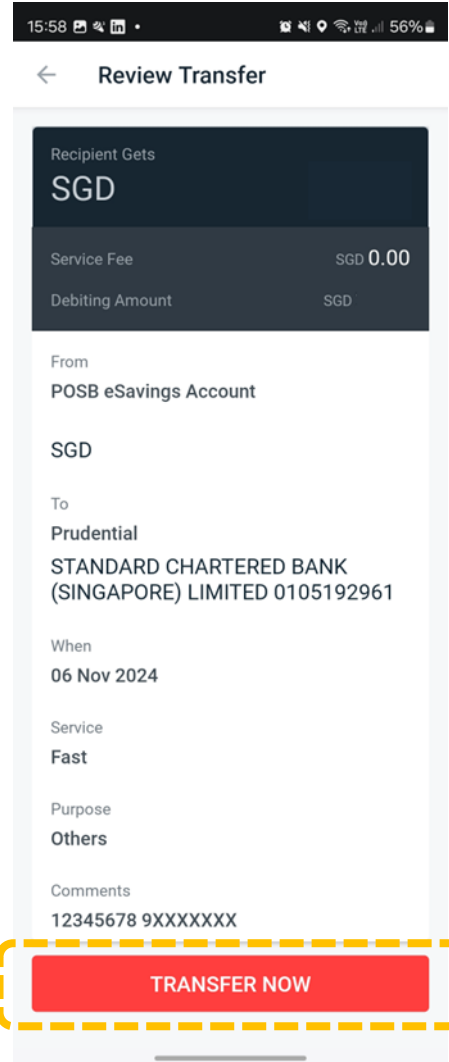 15:58
56%
Review Transfer
Recipient Gets
SGD
Service Fee SGD 0.00
Debiting Amount SGD
From
POSB eSavings Account
SGD
To
Prudential
STANDARD CHARTERED BANK
(SINGAPORE) LIMITED 0105192961
When
06 Nov 2024
Service
Fast
Purpose
Others
Comments
12345678 9XXXXXXX
TRANSFER NOW